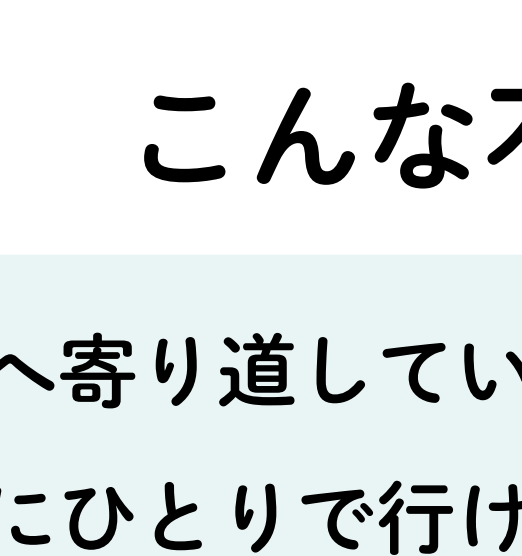 こんな
へ寄り道してい
にひとりで行け